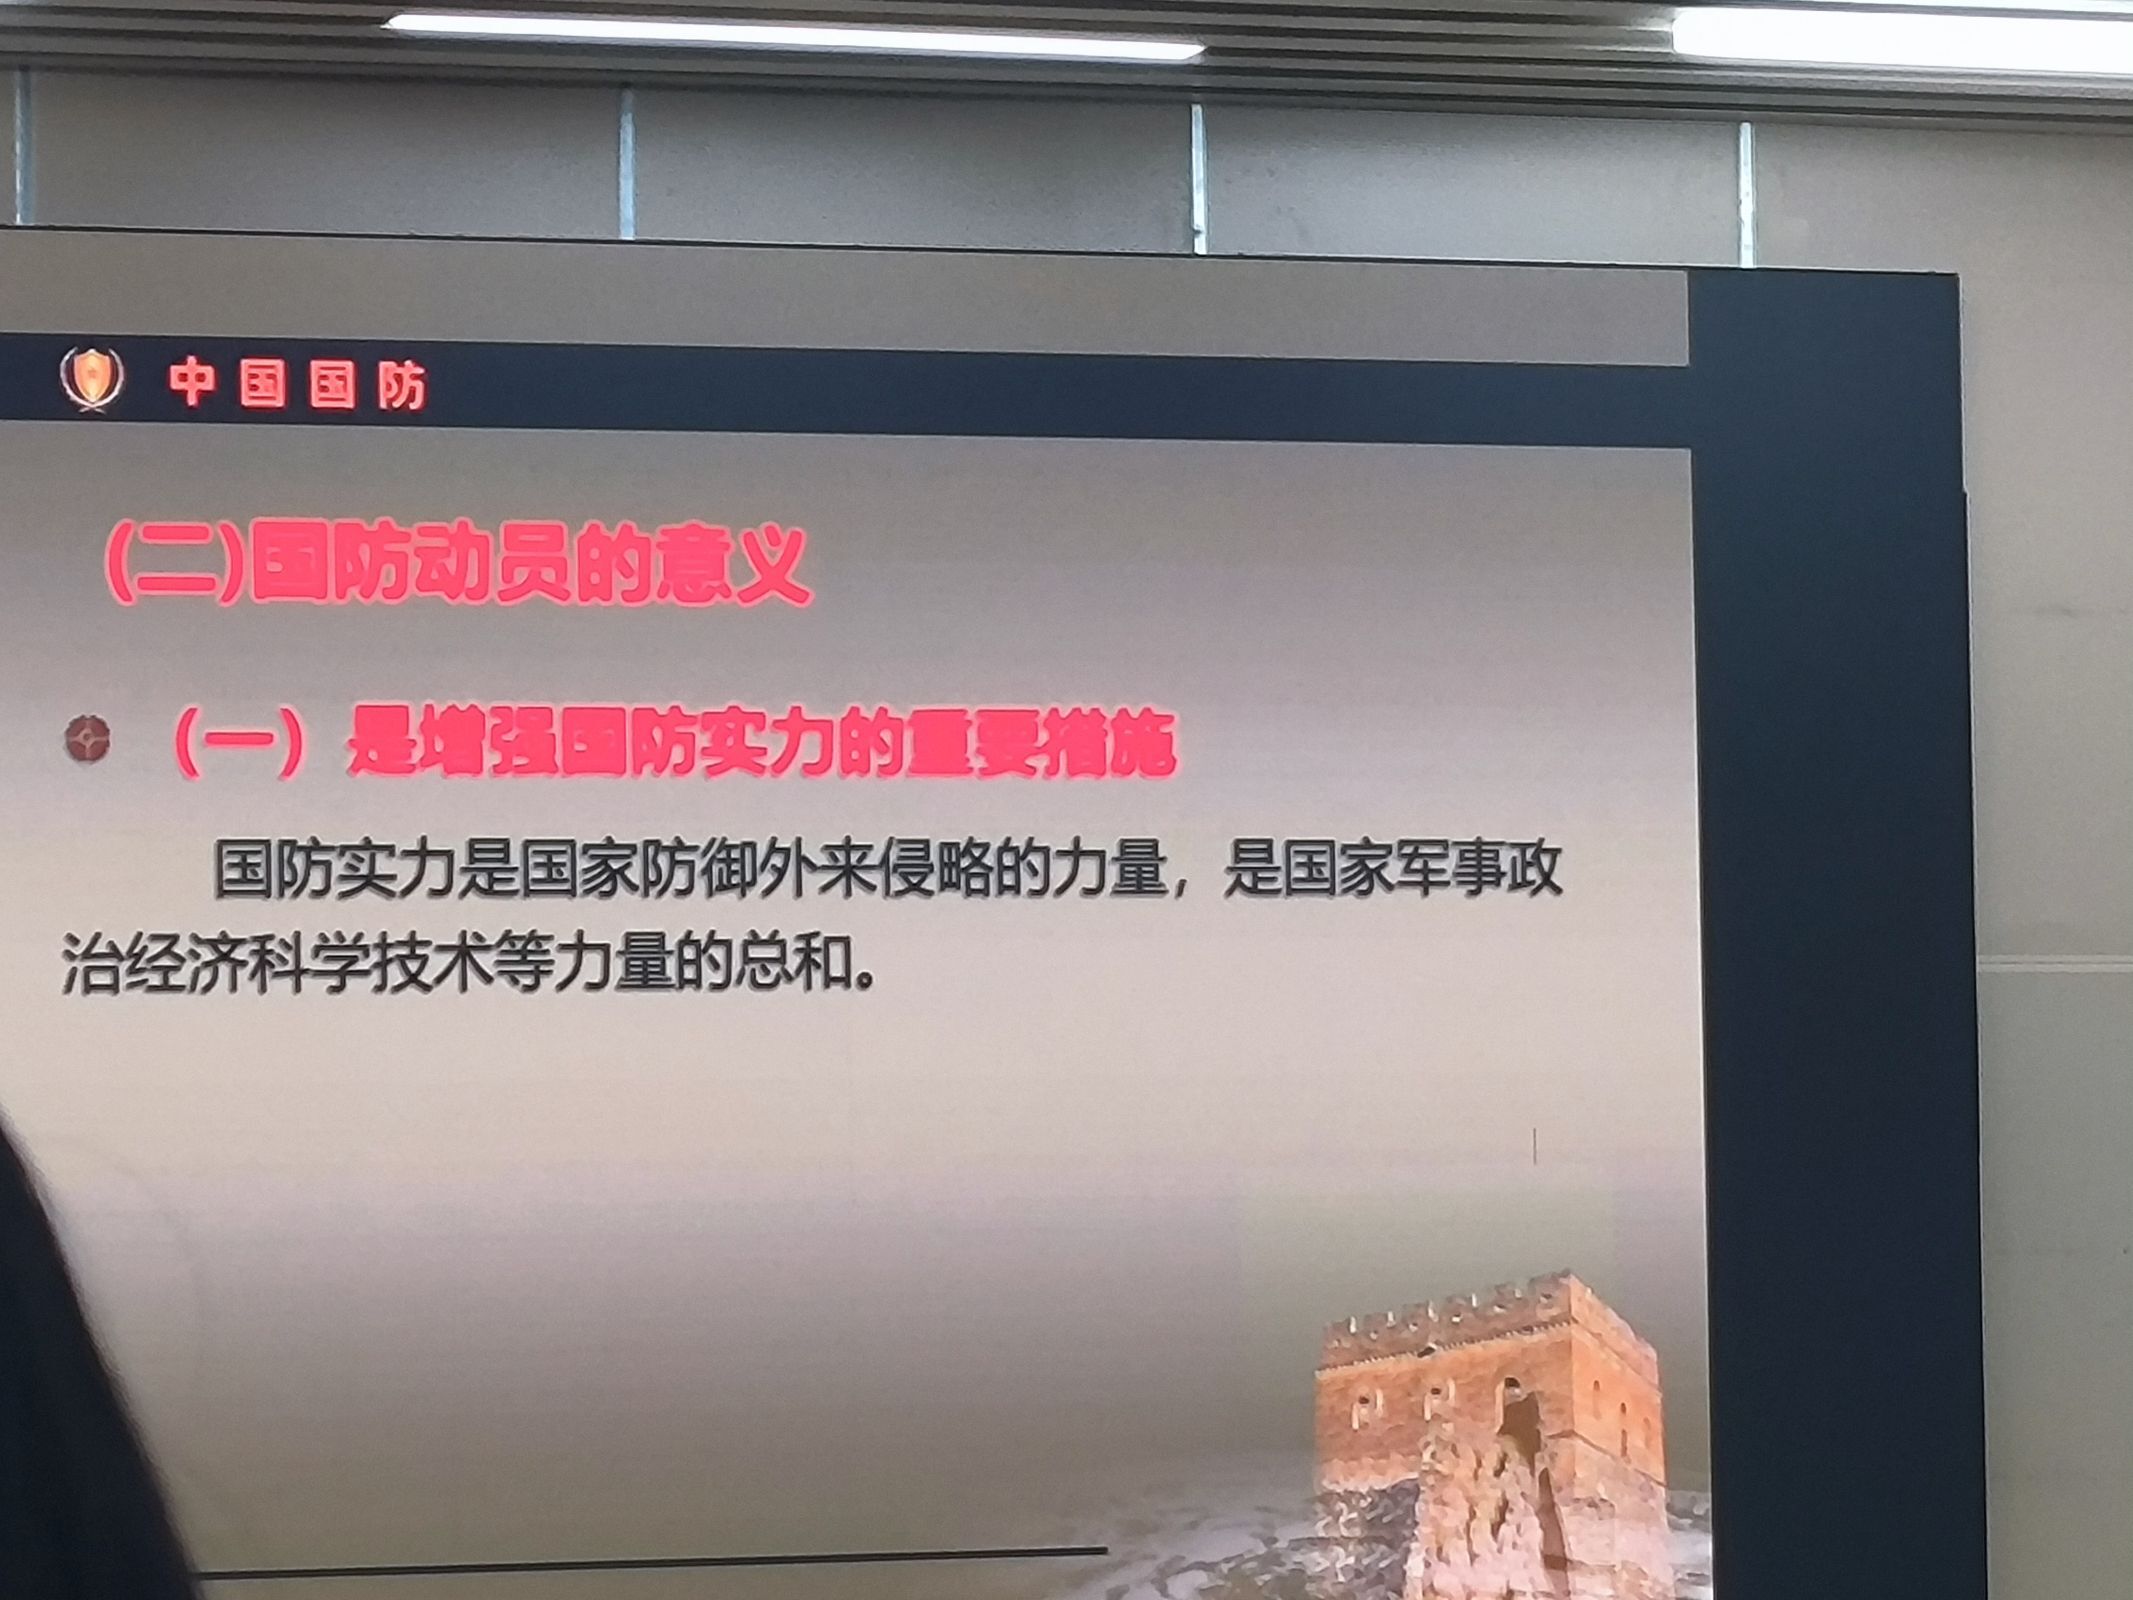 中国国防
(二)国防动员的意义
（一）是增强国防实力的重要措施
国防实力是国家防御外来侵略的力量，是国家军事政
治经济科学技术等力量的总和。